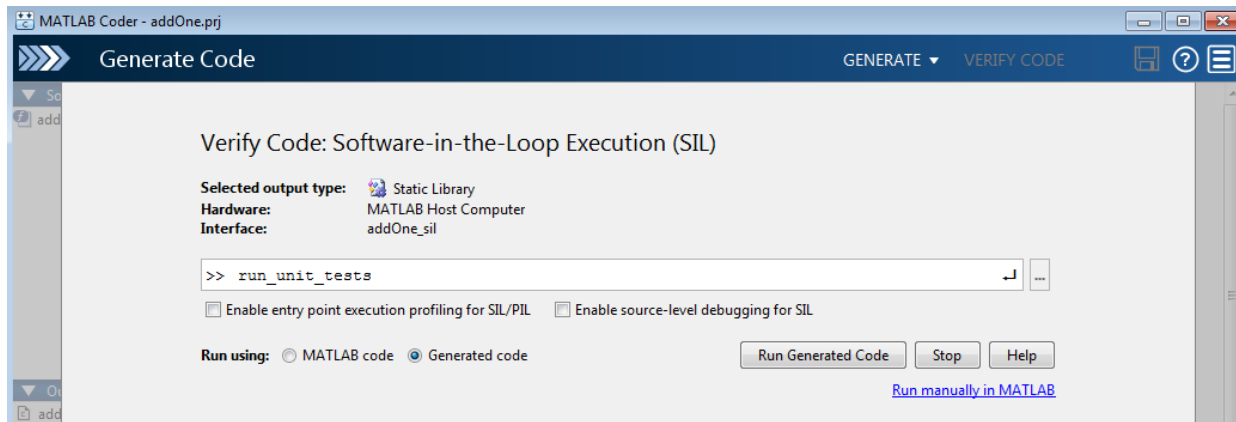 MATLAB Coder - addOne.prj
Generate Code GENERATE VERIFY CODE
So
add
Verify Code: Software-in-the-Loop Execution (SIL)
Selected output type: Static Library
Hardware: MATLAB Host Computer
Interface: addOne_sil
>> run_unit_tests ...
Enable entry point execution profiling for SIL/PIL Enable source-level debugging for SIL
Run using: MATLAB code Generated code Run Generated Code Stop Help
Run manually in MATLAB
Ou
add